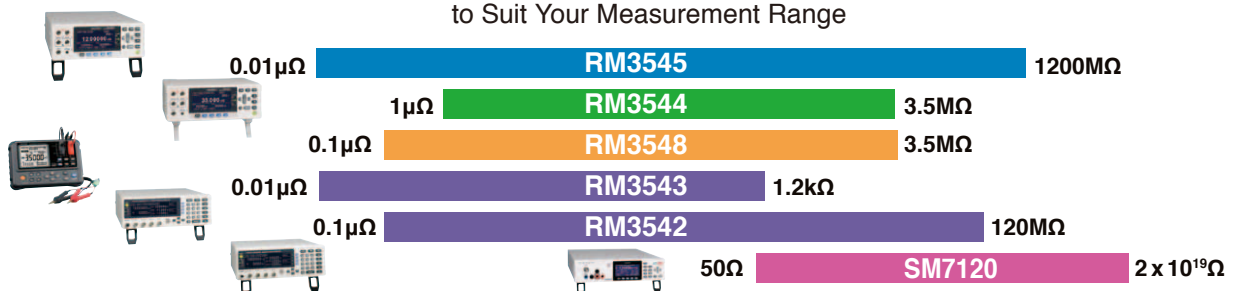 to Suit Your Measurement Range
0.01µΩ RM3545 1200MΩ
1µΩ RM3544 3.5MΩ
0.1µΩ RM3548 3.5MΩ
0.01µΩ RM3543 1.2kΩ
0.1µΩ RM3542 120MΩ
50Ω SM7120 2 x 10¹⁹Ω